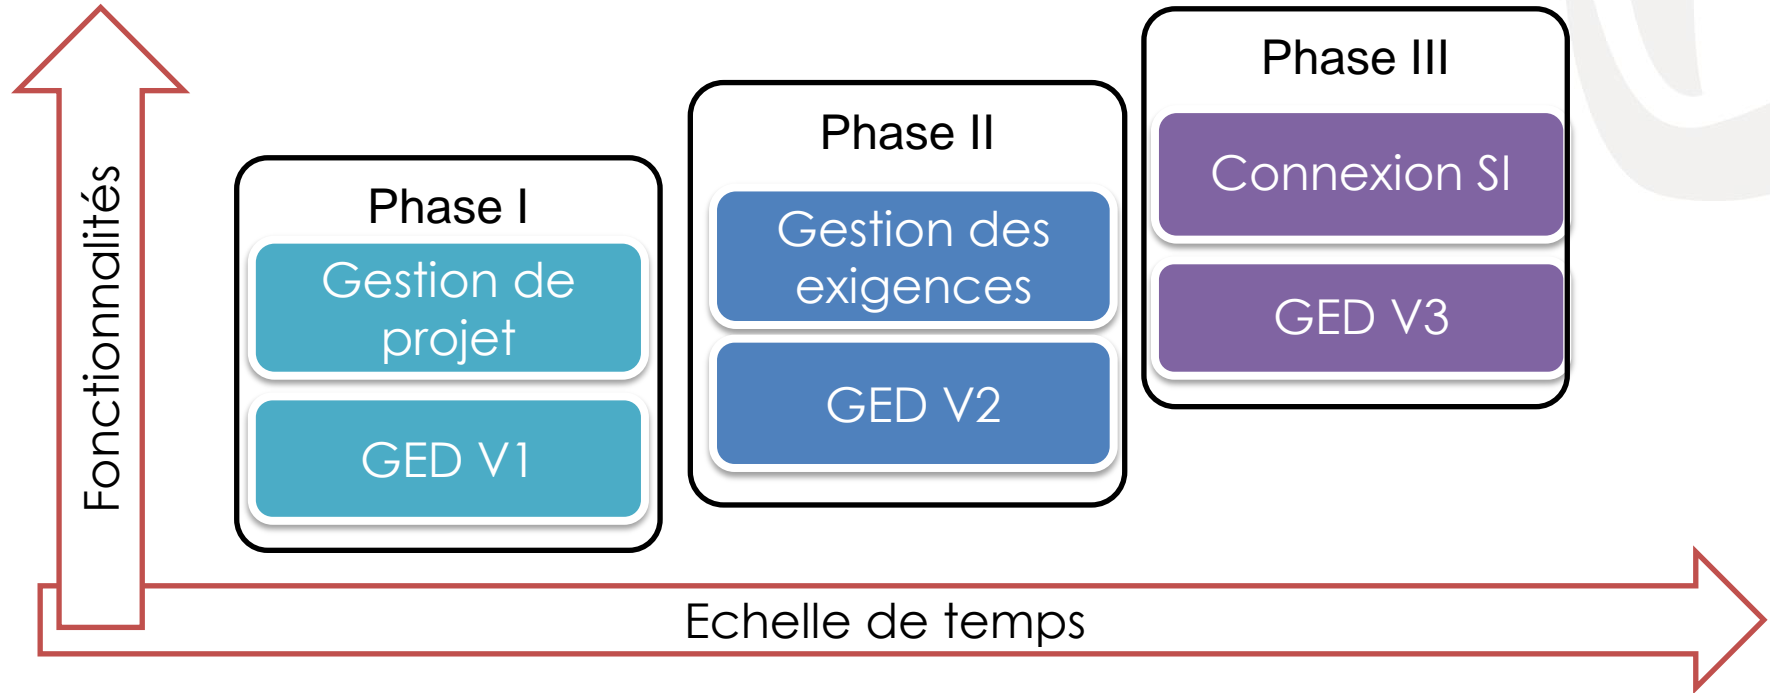 Fonctionnalités
Phase I
Gestion de
projet
GED V1
Phase II
Gestion des
exigences
GED V2
Phase III
Connexion SI
GED V3
Echelle de temps